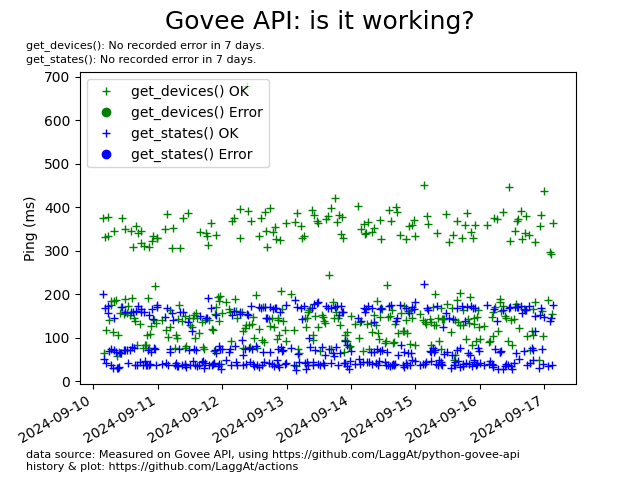 Govee API: is it working?
get_devices(): No recorded error in 7 days.
get_states(): No recorded error in 7 days.
700
600
500
400
300
200
100
0
Ping (ms)
get_devices() OK
get_devices() Error
get_states() OK
get_states() Error
2024-09-10
2024-09-11
2024-09-12
2024-09-13
2024-09-14
2024-09-15
2024-09-16
2024-09-17
data source: Measured on Govee API, using https://github.com/LaggAt/python-govee-api
history & plot: https://github.com/LaggAt/actions